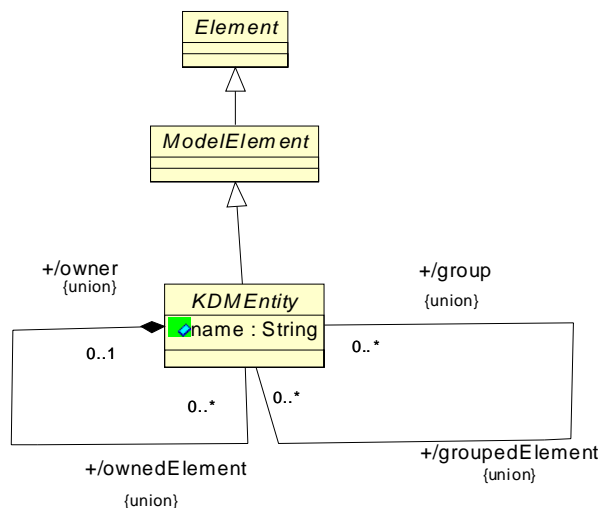 Element
ModelElement
+/owner
{union}
+/group
{union}
KDMEntity
name : String
0..1
0..*
0..*
0..*
+/ownedElement
{union}
+/groupedElement
{union}